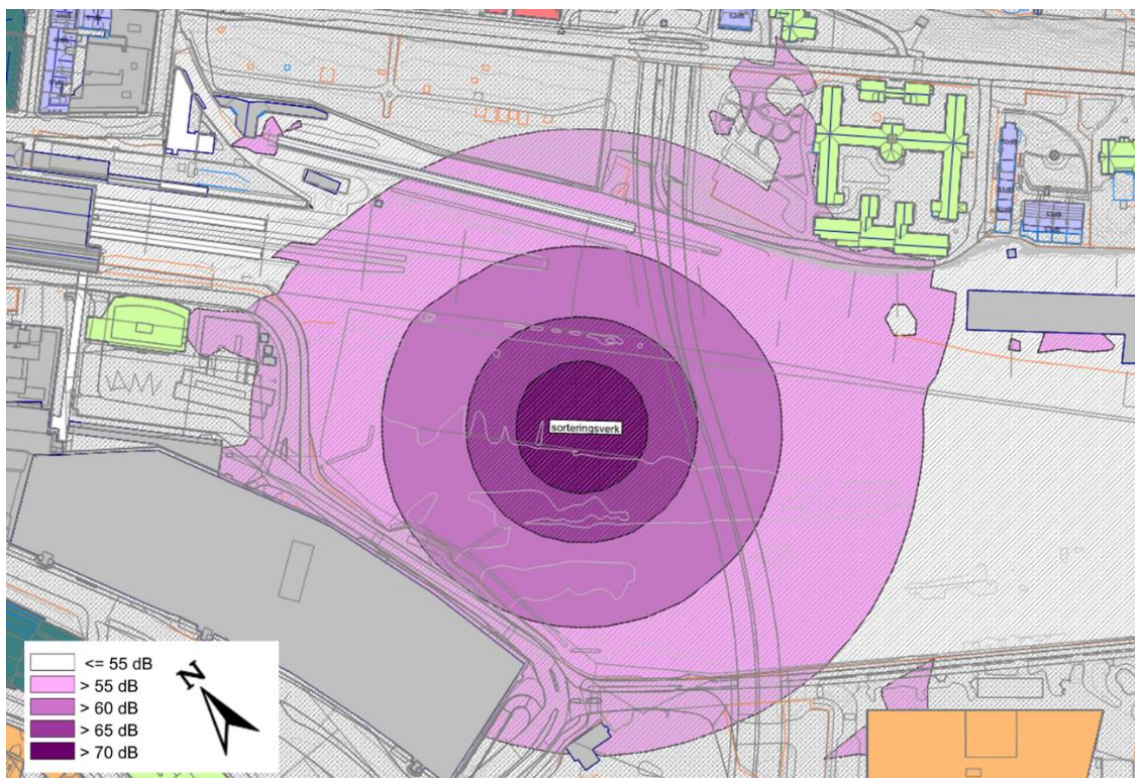 sorteringsverk
<= 55 dB
> 55 dB
> 60 dB
> 65 dB
> 70 dB
N